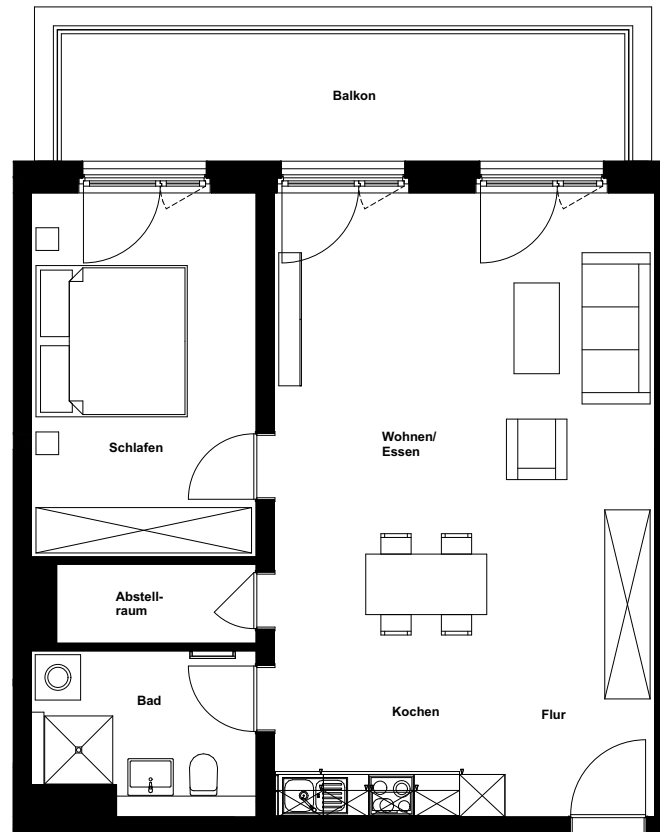 Balkon
Schlafen
Wohnen/
Essen
Abstell-
raum
Bad
Kochen
Flur